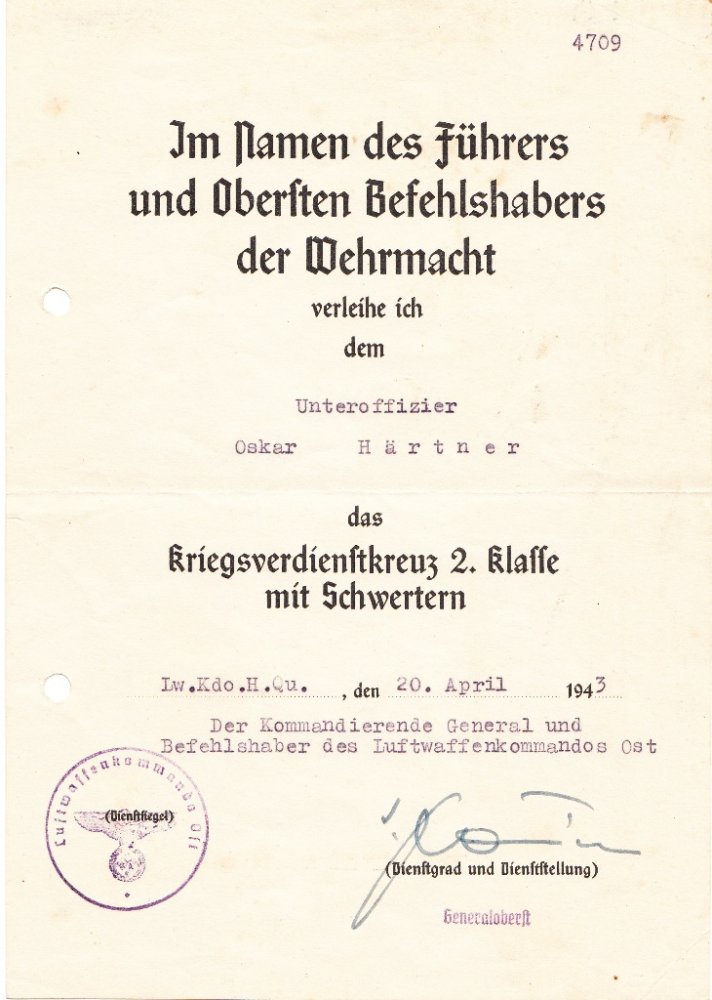 4709
Im Namen des Führers
und Obersten Befehlshabers
der Wehrmacht
verleihe ich
dem
Unteroffizier
Oskar Härtner
das
Kriegsverdienstkreuz 2. Klasse
mit Schwertern
Lw.Kdo.H.Qu. , den 20. April 1943
Der Kommandierende General und
Befehlshaber des Luftwaffenkommandos Ost
Luftwaffenkommando Ost
(Dienstsiegel)
(Dienstgrad und Dienststellung)
Generaloberst